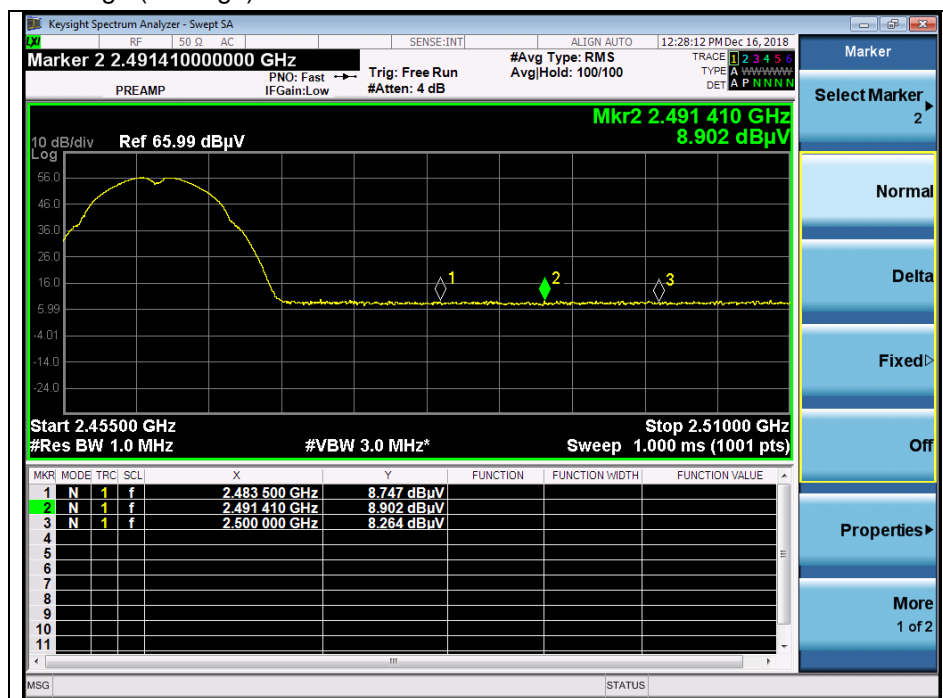 Keysight Spectrum Analyzer - Swept SA
LXI RF 50 Ω AC SENSE:INT ALIGN AUTO 12:28:12 PM Dec 16, 2018
Marker 2 2.491410000000 GHz
#Avg Type: RMS
TRACE 1 2 3 4 5 6
PNO: Fast Trig: Free Run Avg|Hold: 100/100
TYPE A WWWWW
PREAMP IFGain:Low #Atten: 4 dB
DET A P N N N N
Mkr2 2.491 410 GHz
8.902 dBµV
10 dB/div Ref 65.99 dBµV
Log
56.0
46.0
36.0
26.0
16.0
5.99
-4.01
-14.0
-24.0
1
2
3
Start 2.45500 GHz Stop 2.51000 GHz
#Res BW 1.0 MHz #VBW 3.0 MHz* Sweep 1.000 ms (1001 pts)
MKR MODE TRC SCL X Y FUNCTION FUNCTION WIDTH FUNCTION VALUE
1 N 1 f 2.483 500 GHz 8.747 dBµV
2 N 1 f 2.491 410 GHz 8.902 dBµV
3 N 1 f 2.500 000 GHz 8.264 dBµV
4
5
6
7
8
9
10
11
MSG STATUS
Marker
Select Marker
2
Normal
Delta
Fixed
Off
Properties
More
1 of 2